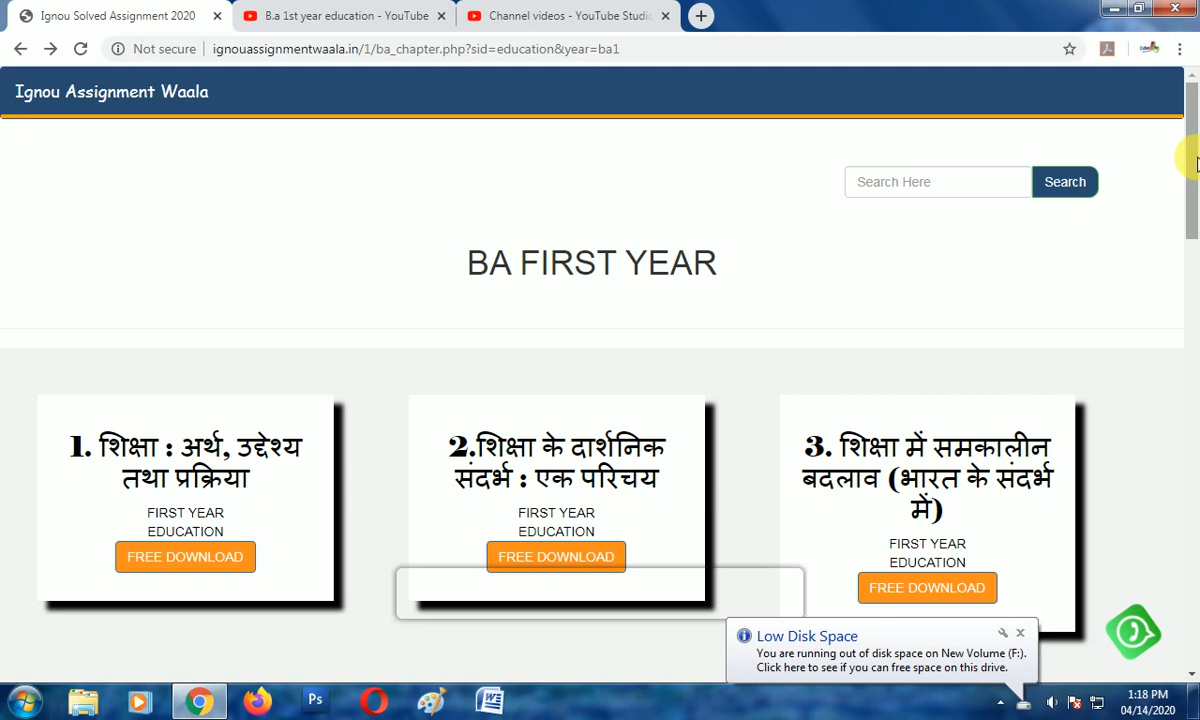 Ignou Solved Assignment 2020
B.a 1st year education - YouTube
Channel videos - YouTube Studio
Not secure
ignouassignmentwaala.in/1/ba_chapter.php?sid=education&year=ba1
Ignou Assignment Waala
Search Here
Search
BA FIRST YEAR
1. शिक्षा : अर्थ, उद्देश्य
तथा प्रक्रिया
FIRST YEAR
EDUCATION
FREE DOWNLOAD
2.शिक्षा के दार्शनिक
संदर्भ : एक परिचय
FIRST YEAR
EDUCATION
FREE DOWNLOAD
3. शिक्षा में समकालीन
बदलाव (भारत के संदर्भ
में)
FIRST YEAR
EDUCATION
FREE DOWNLOAD
Low Disk Space
You are running out of disk space on New Volume (F:).
Click here to see if you can free space on this drive.
Ps
1:18 PM
04/14/2020